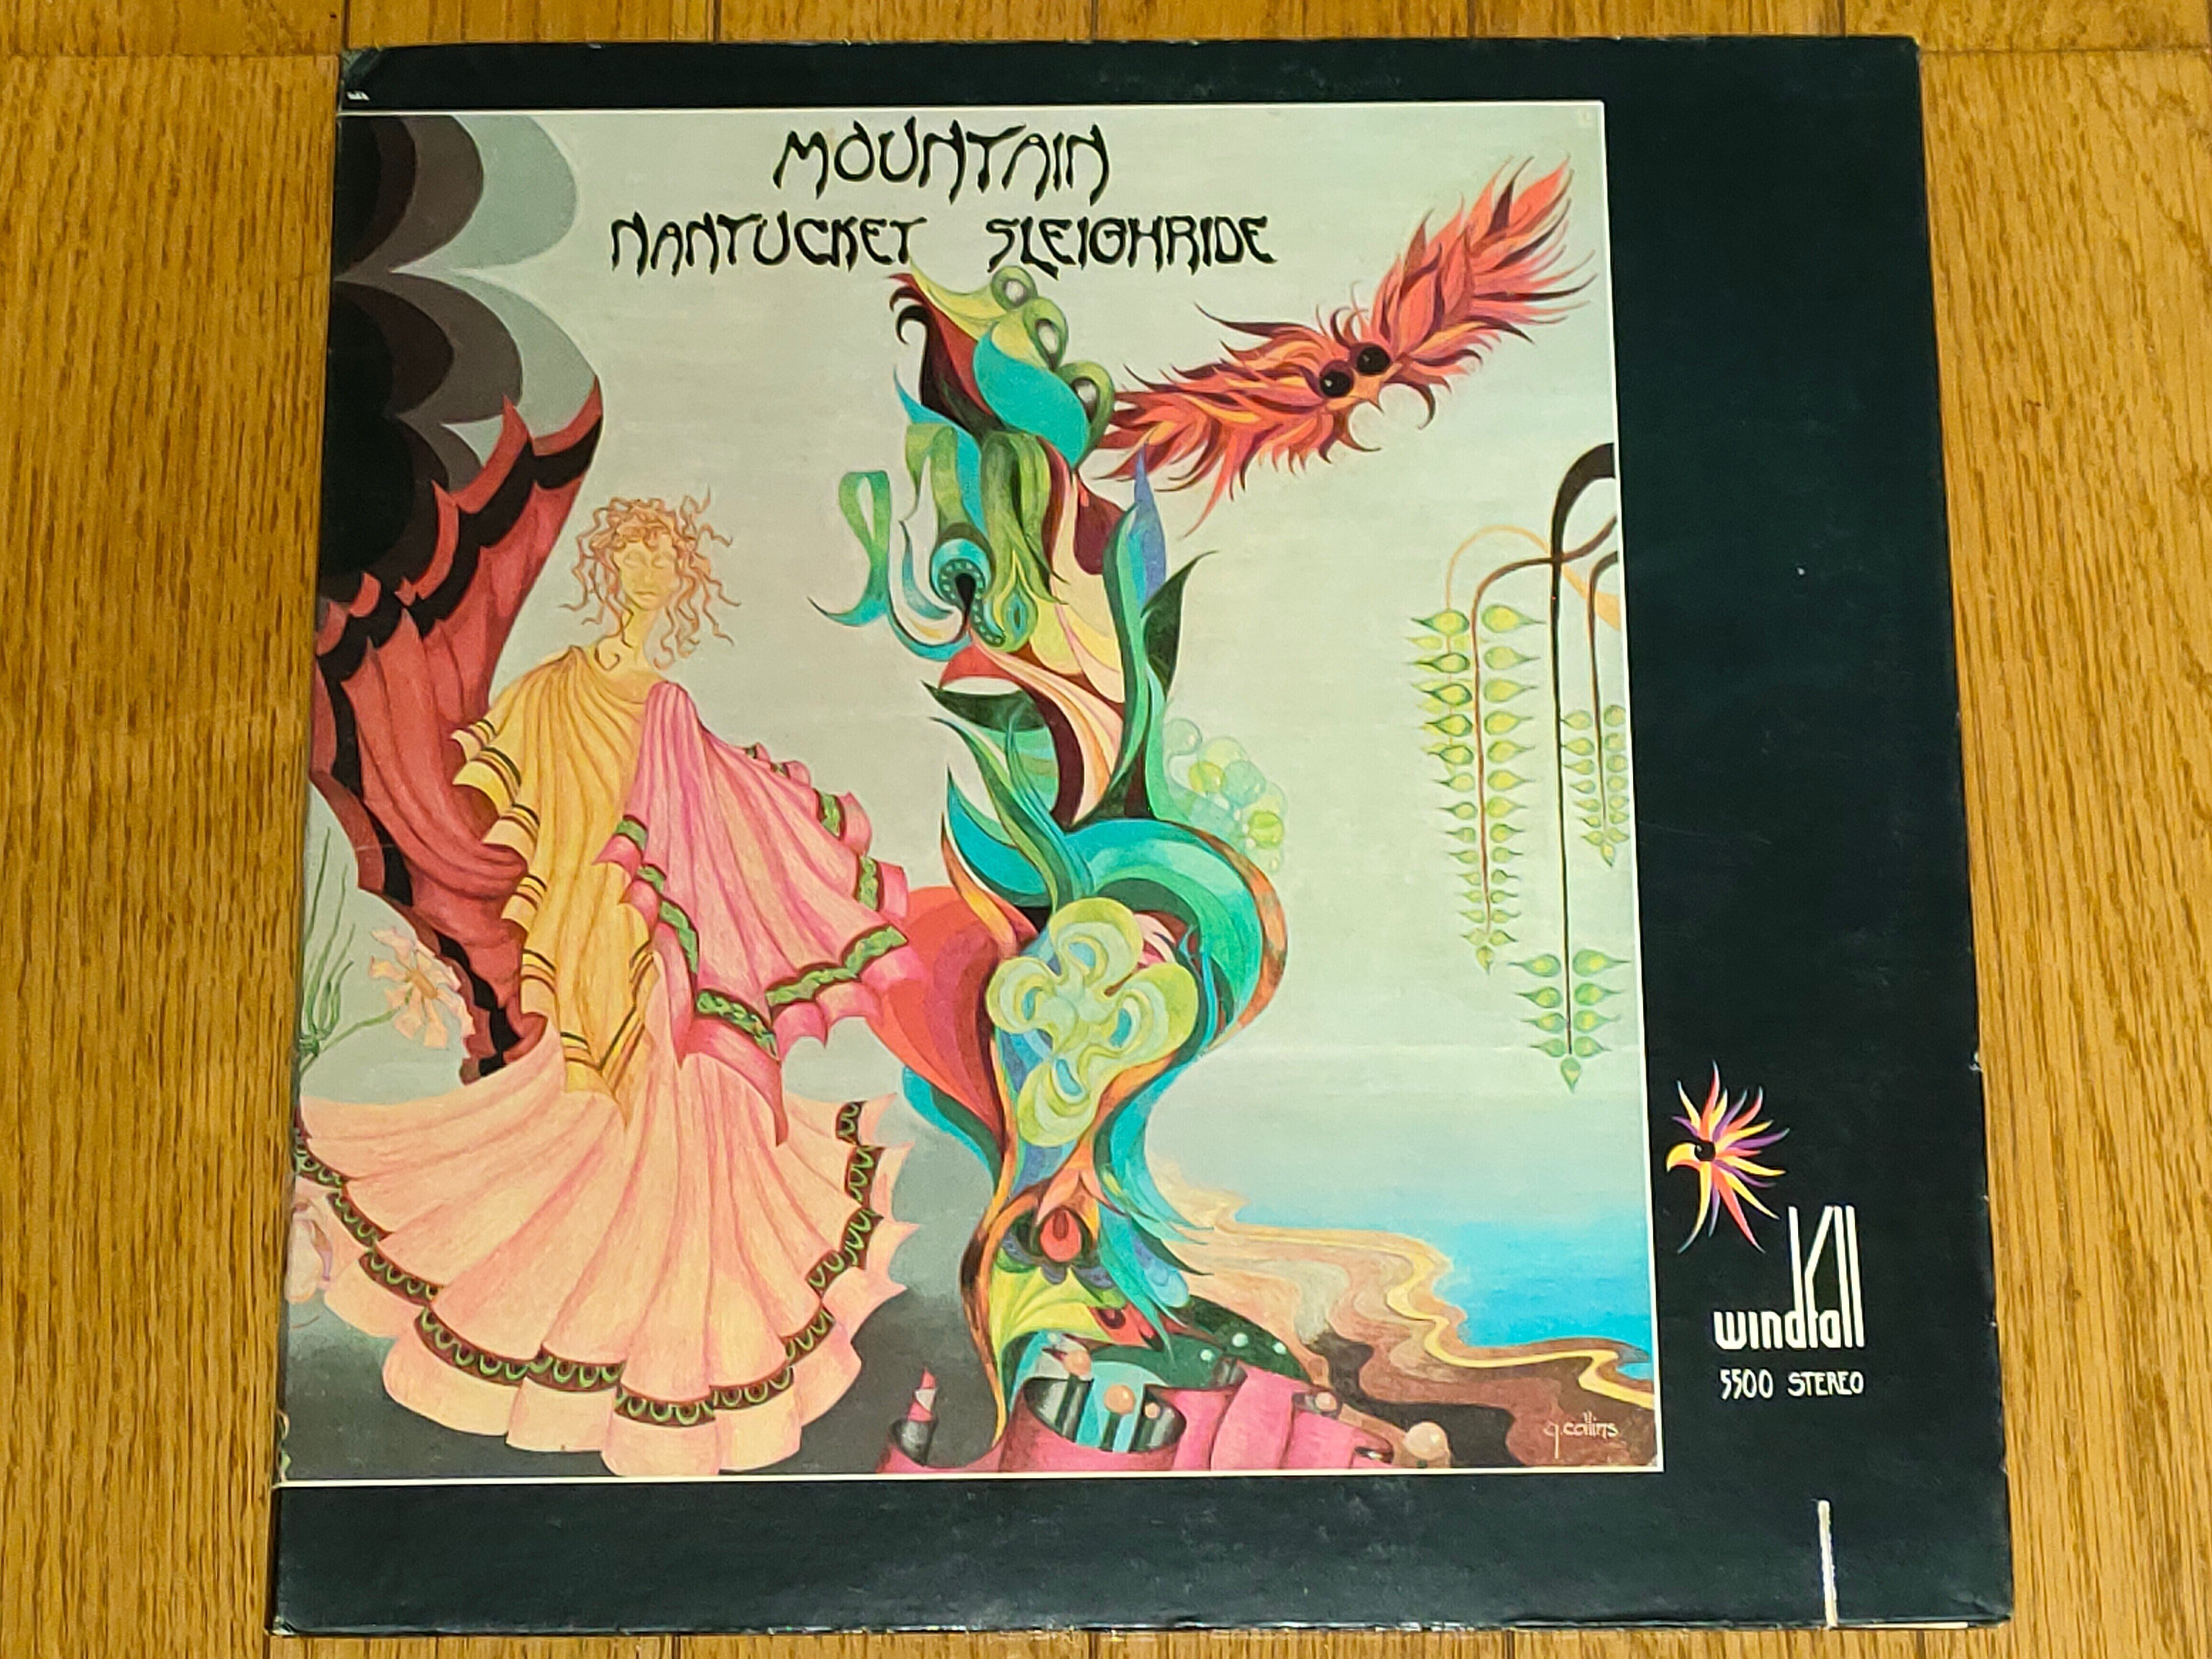 MOUNTAIN
NANTUCKET SLEIGHRIDE
windfall
5500 STEREO
g.collins